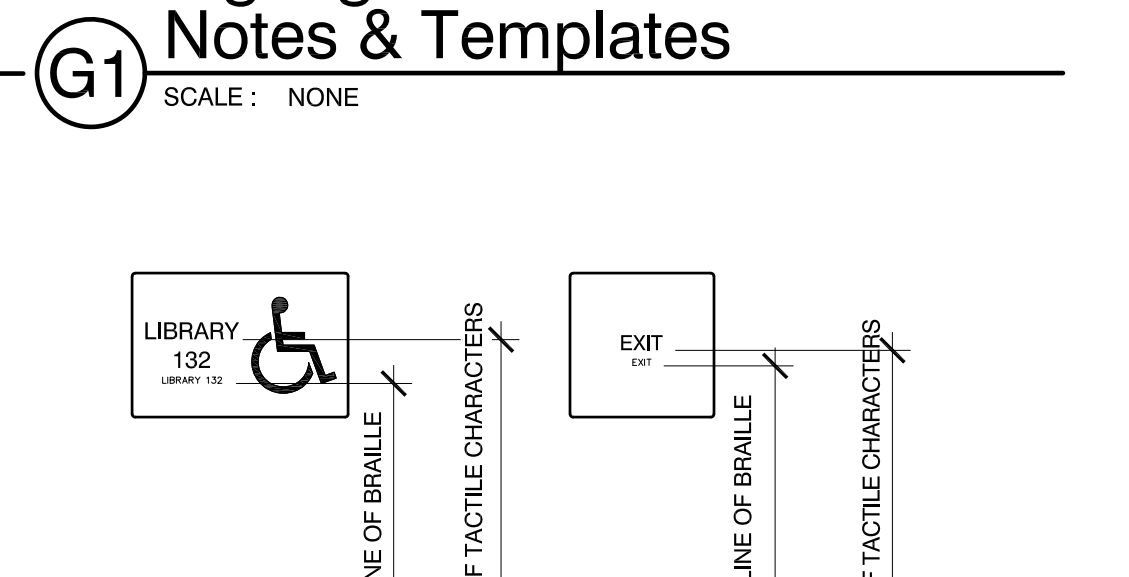 G1
Notes & Templates
SCALE : NONE
LIBRARY
132
LIBRARY 132
OF BRAILLE
TACTILE CHARACTERS
EXIT
EXIT
LINE OF BRAILLE
TACTILE CHARACTERS